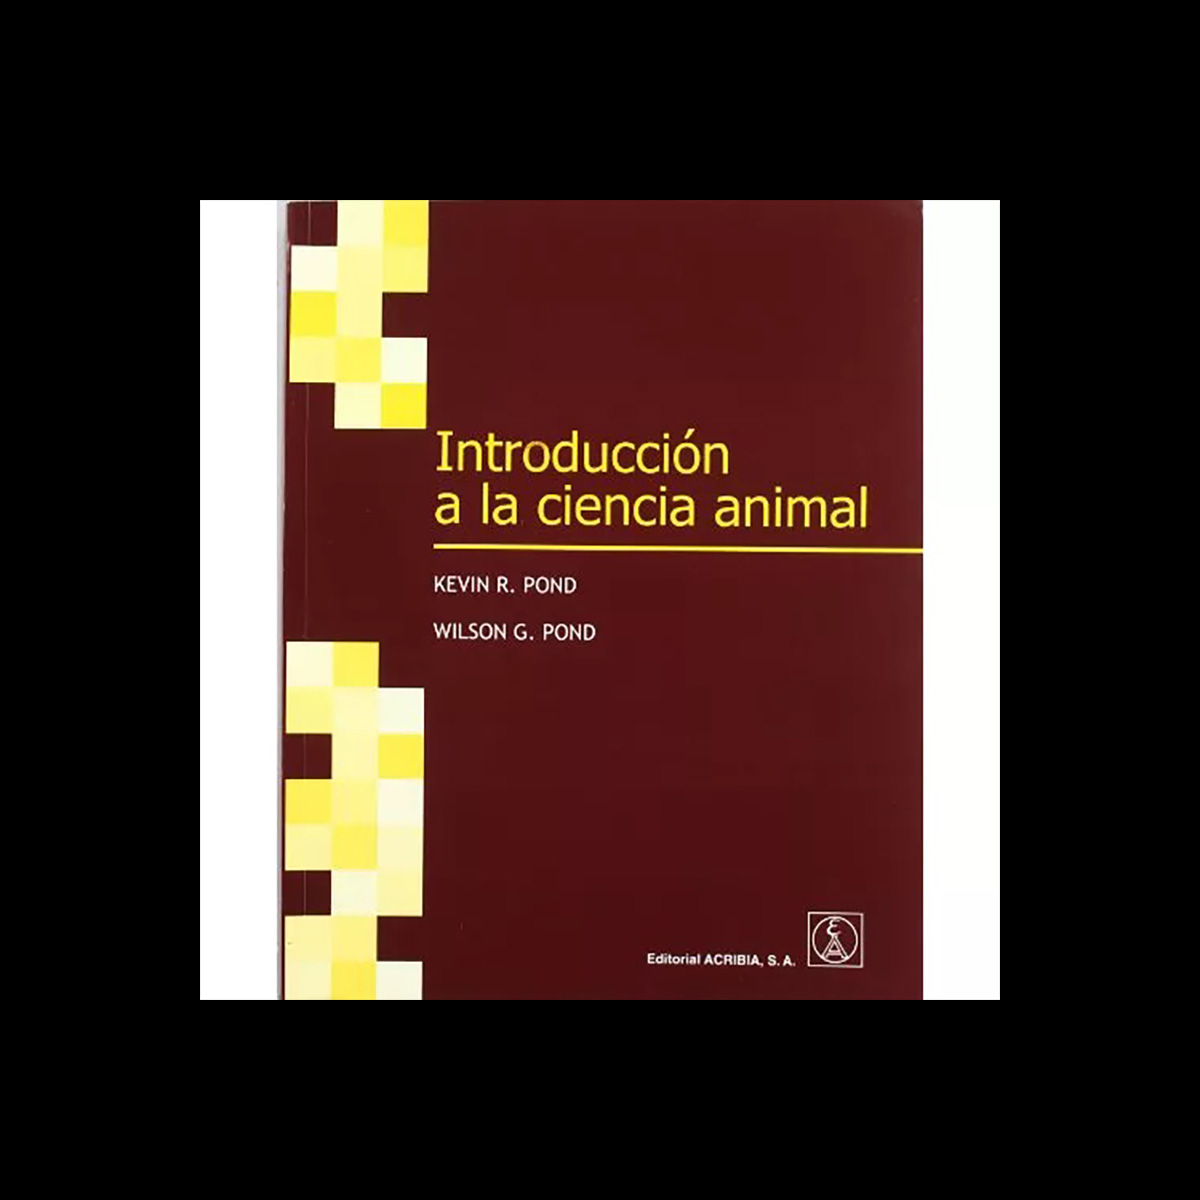 Introducción
a la ciencia animal
KEVIN R. POND
WILSON G. POND
Editorial ACRIBIA, S. A.